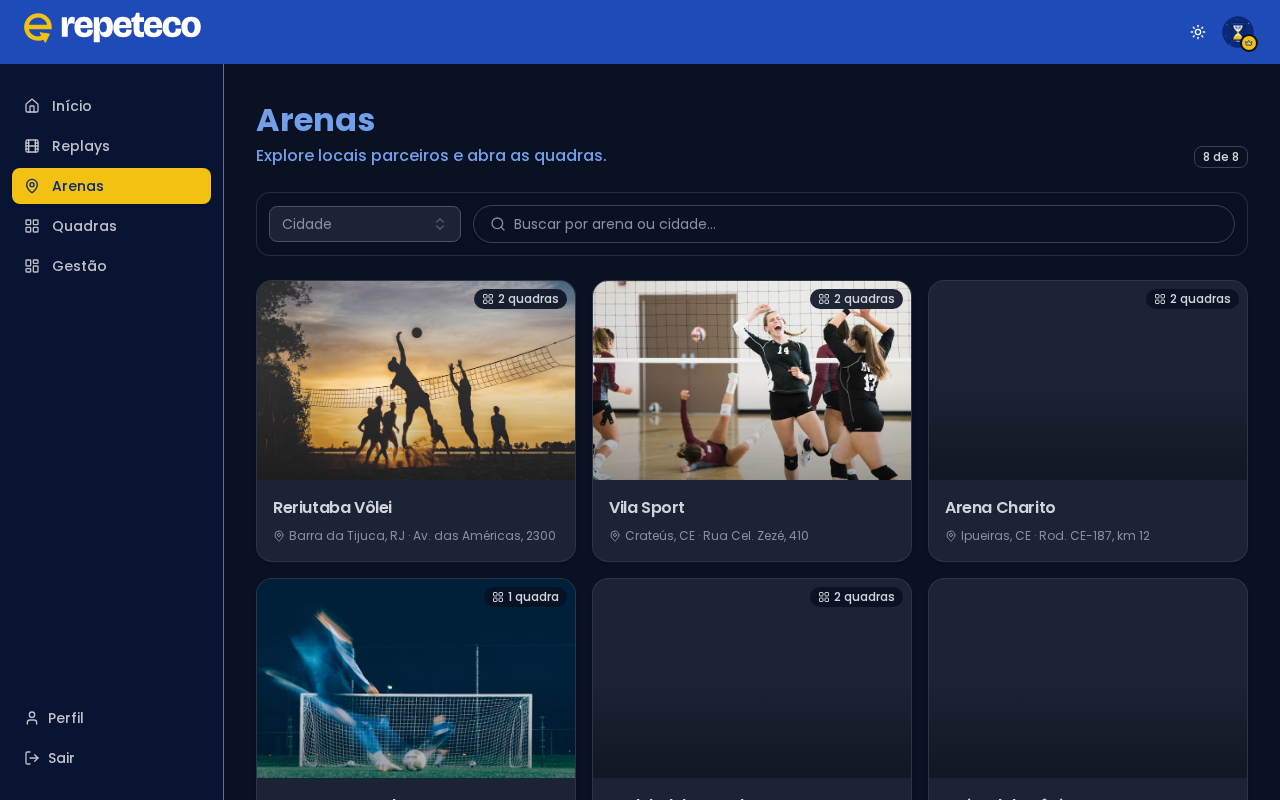 repeteco
Início
Replays
Arenas
Quadras
Gestão
Perfil
Sair
Arenas
Explore locais parceiros e abra as quadras.
8 de 8
Cidade
Buscar por arena ou cidade...
2 quadras
Reriutaba Vôlei
Barra da Tijuca, RJ · Av. das Américas, 2300
2 quadras
14
17
Vila Sport
Crateús, CE · Rua Cel. Zezé, 410
2 quadras
Arena Charito
Ipueiras, CE · Rod. CE-187, km 12
1 quadra
2 quadras